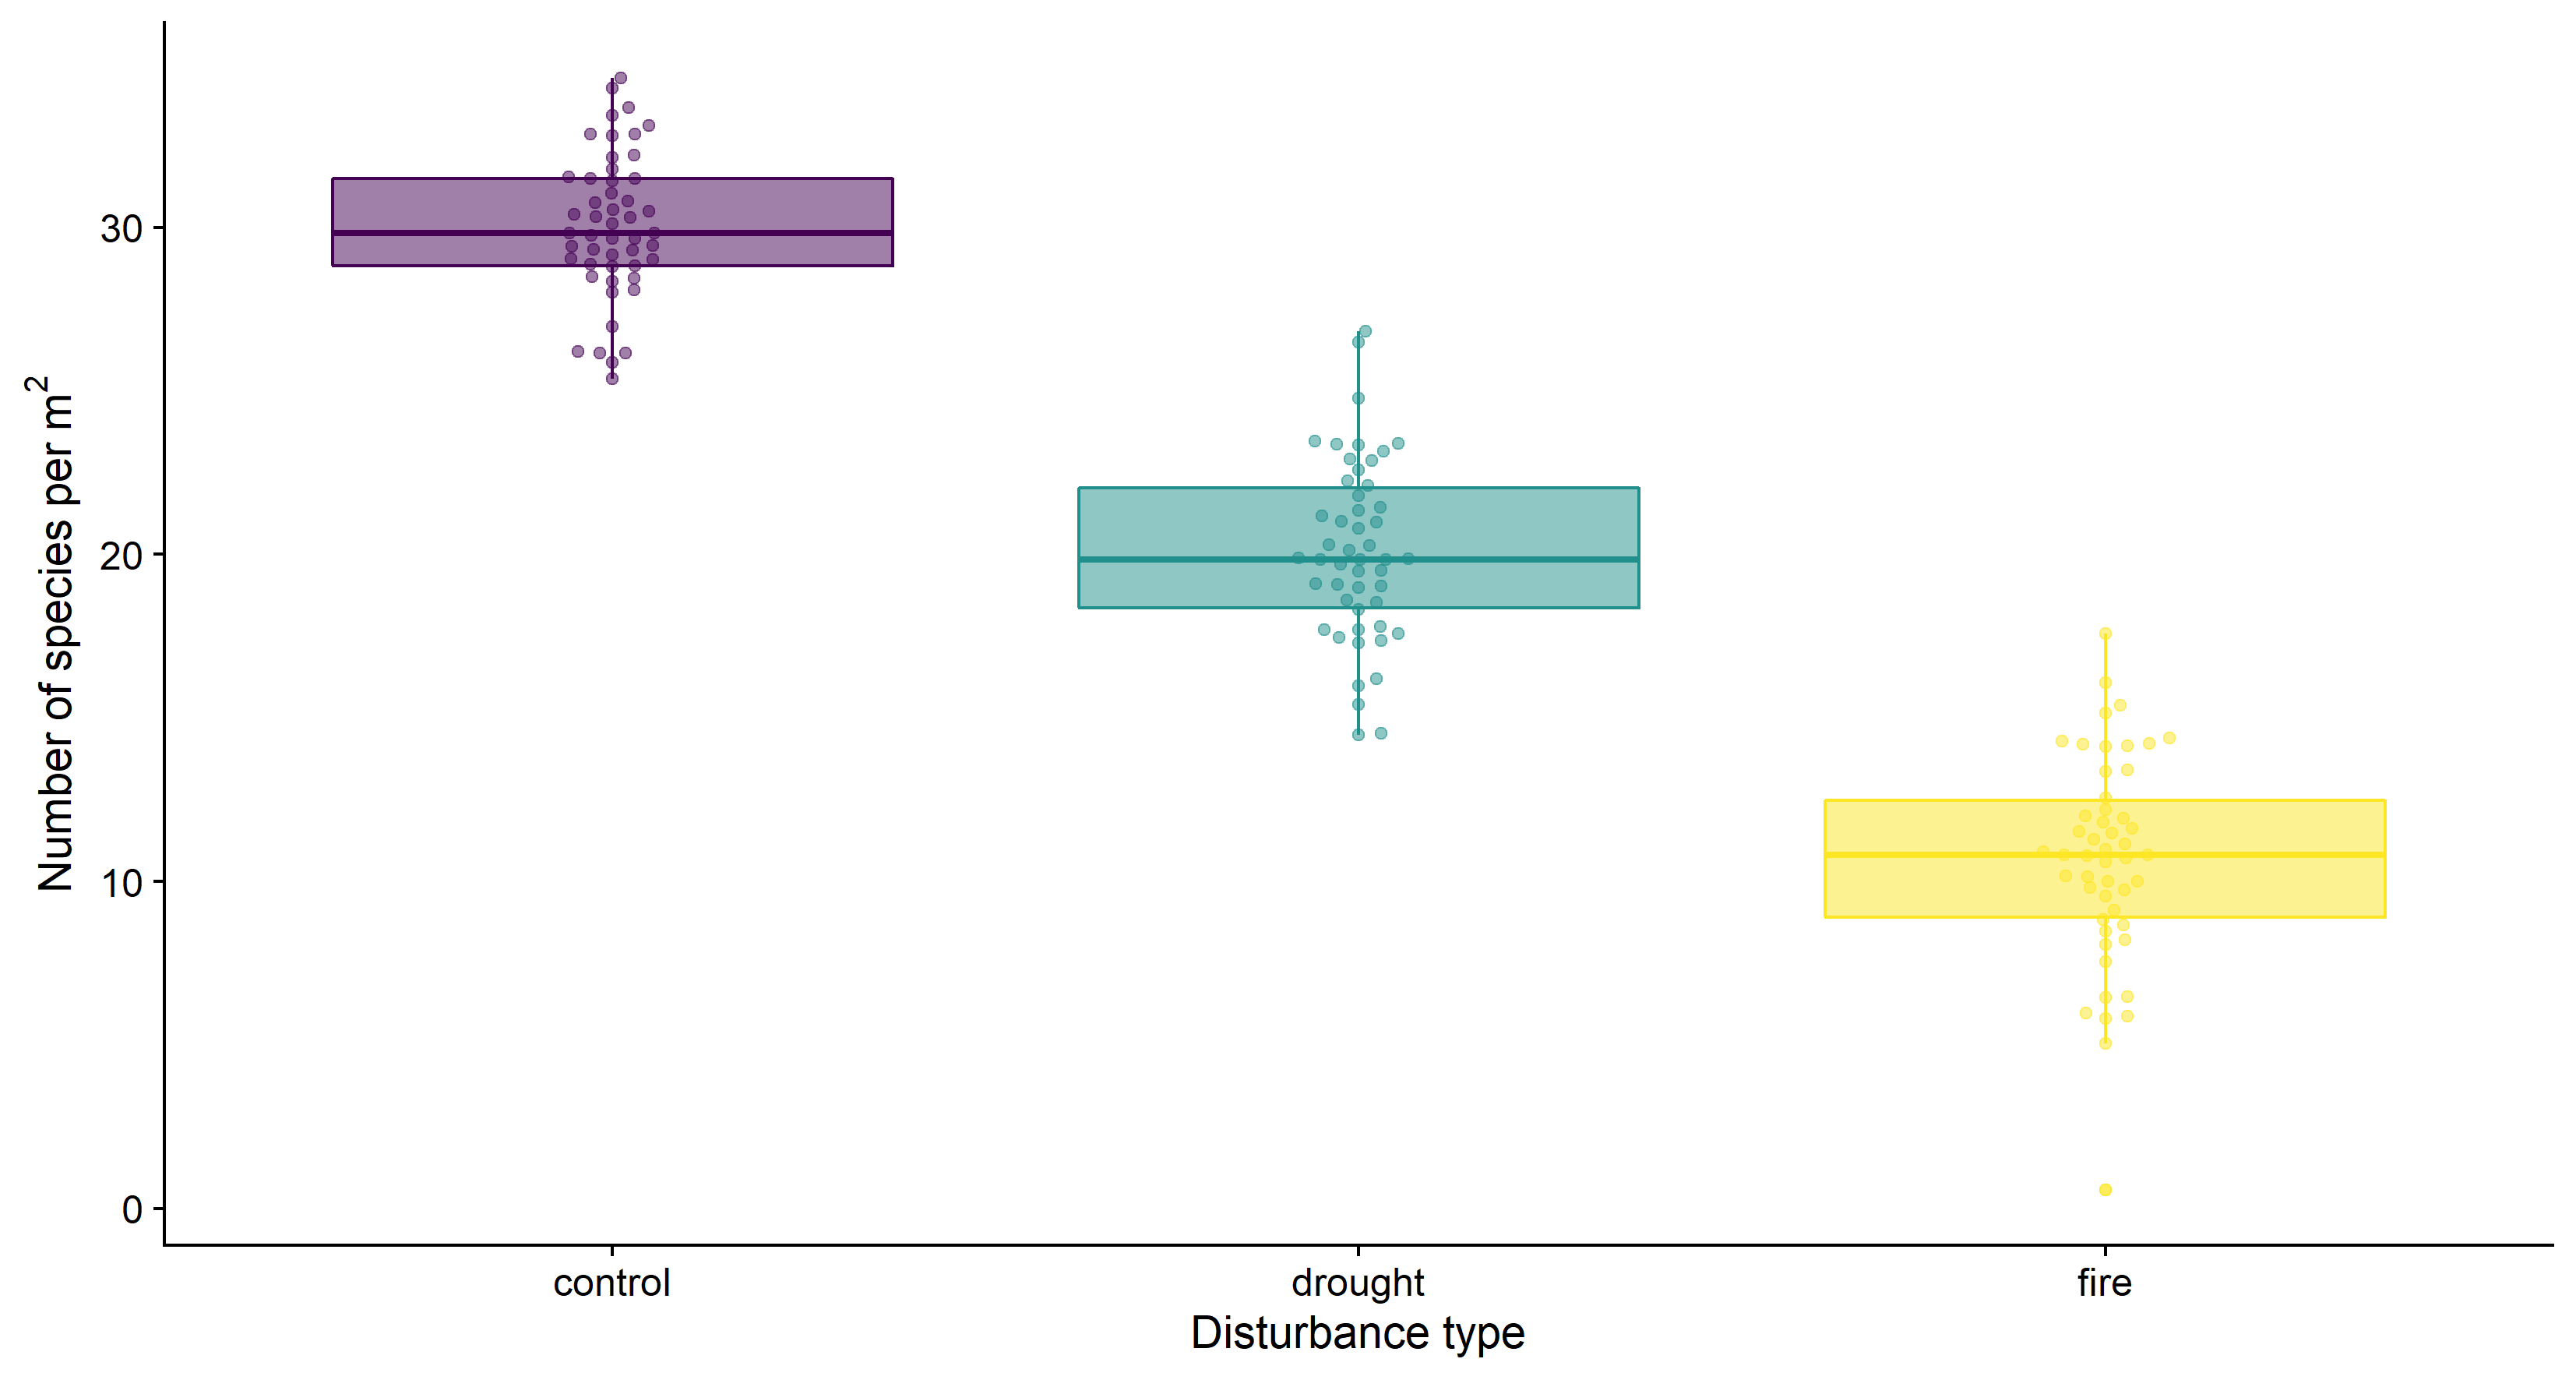 Number of species per m²
30
20
10
0
control drought fire
Disturbance type